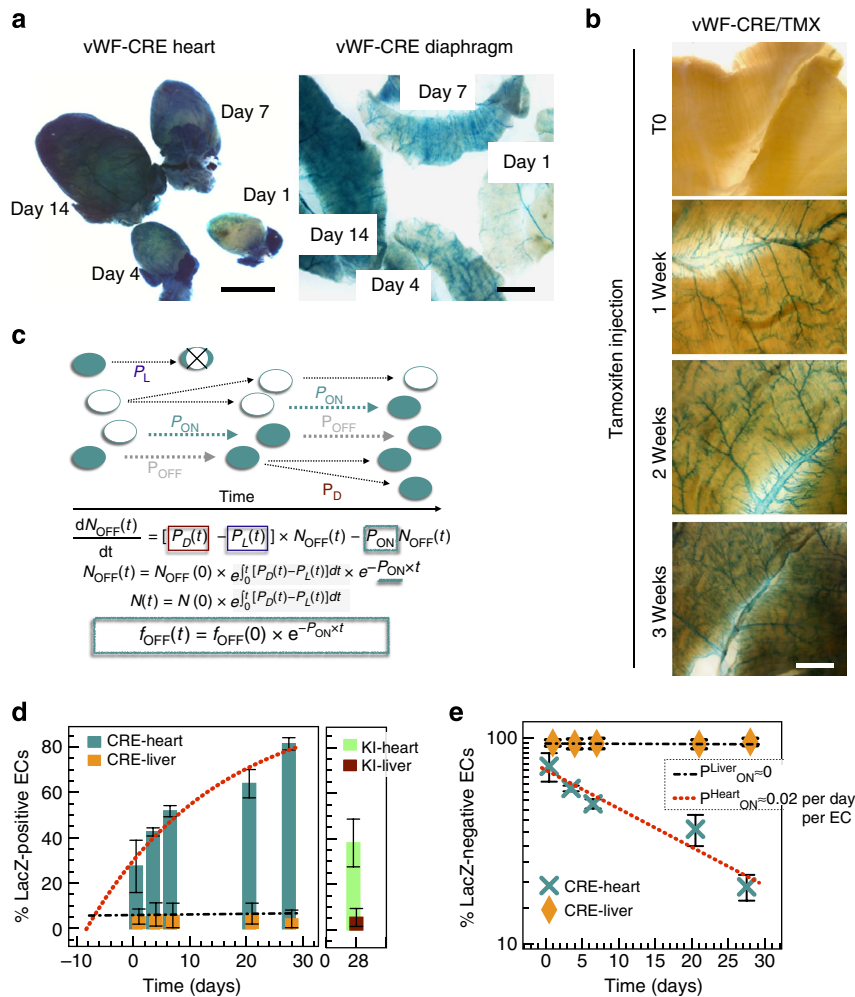 a
vWF-CRE heart
Day 7
Day 1
Day 14
Day 4
vWF-CRE diaphragm
Day 7
Day 1
Day 14
Day 4
b
vWF-CRE/TMX
Tamoxifen injection
T0
1 Week
2 Weeks
3 Weeks
c
P_L
P_ON
P_ON
P_OFF
P_OFF
P_D
Time
dN_OFF(t)/dt = [ P_D(t) − P_L(t) ] × N_OFF(t) − P_ON N_OFF(t)
N_OFF(t) = N_OFF (0) × e^∫₀ᵗ [P_D(t)−P_L(t)]dt × e^−P_ON×t
N(t) = N (0) × e^∫₀ᵗ [P_D(t)−P_L(t)]dt
f_OFF(t) = f_OFF(0) × e^−P_ON×t
d
% LacZ-positive ECs
80
60
40
20
0
CRE-heart
CRE-liver
−10 0 10 20 30
Time (days)
KI-heart
KI-liver
0 28
e
% LacZ-negative ECs
100
10
P^Liver_ON≈0
P^Heart_ON≈0.02 per day
per EC
CRE-heart
CRE-liver
0 5 10 15 20 25 30
Time (days)